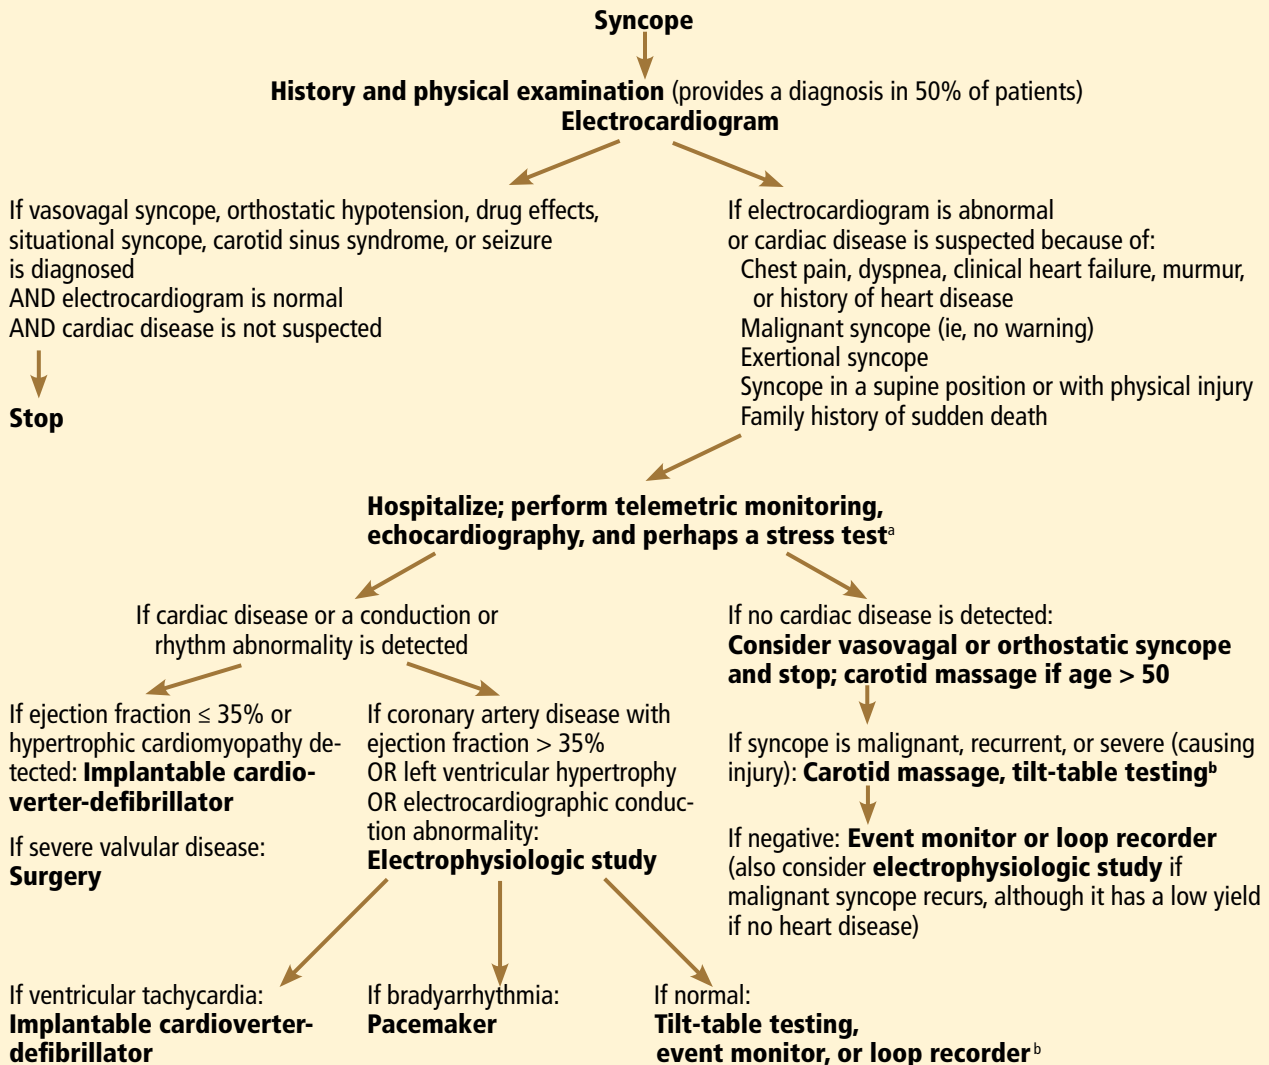 Syncope
History and physical examination (provides a diagnosis in 50% of patients)
Electrocardiogram
If vasovagal syncope, orthostatic hypotension, drug effects,
situational syncope, carotid sinus syndrome, or seizure
is diagnosed
AND electrocardiogram is normal
AND cardiac disease is not suspected
Stop
If electrocardiogram is abnormal
or cardiac disease is suspected because of:
Chest pain, dyspnea, clinical heart failure, murmur,
or history of heart disease
Malignant syncope (ie, no warning)
Exertional syncope
Syncope in a supine position or with physical injury
Family history of sudden death
Hospitalize; perform telemetric monitoring,
echocardiography, and perhaps a stress testᵃ
If cardiac disease or a conduction or
rhythm abnormality is detected
If ejection fraction ≤ 35% or
hypertrophic cardiomyopathy de-
tected: Implantable cardio-
verter-defibrillator
If severe valvular disease:
Surgery
If coronary artery disease with
ejection fraction > 35%
OR left ventricular hypertrophy
OR electrocardiographic conduc-
tion abnormality:
Electrophysiologic study
If no cardiac disease is detected:
Consider vasovagal or orthostatic syncope
and stop; carotid massage if age > 50
If syncope is malignant, recurrent, or severe (causing
injury): Carotid massage, tilt-table testingᵇ
If negative: Event monitor or loop recorder
(also consider electrophysiologic study if
malignant syncope recurs, although it has a low yield
if no heart disease)
If ventricular tachycardia:
Implantable cardioverter-
defibrillator
If bradyarrhythmia:
Pacemaker
If normal:
Tilt-table testing,
event monitor, or loop recorderᵇ